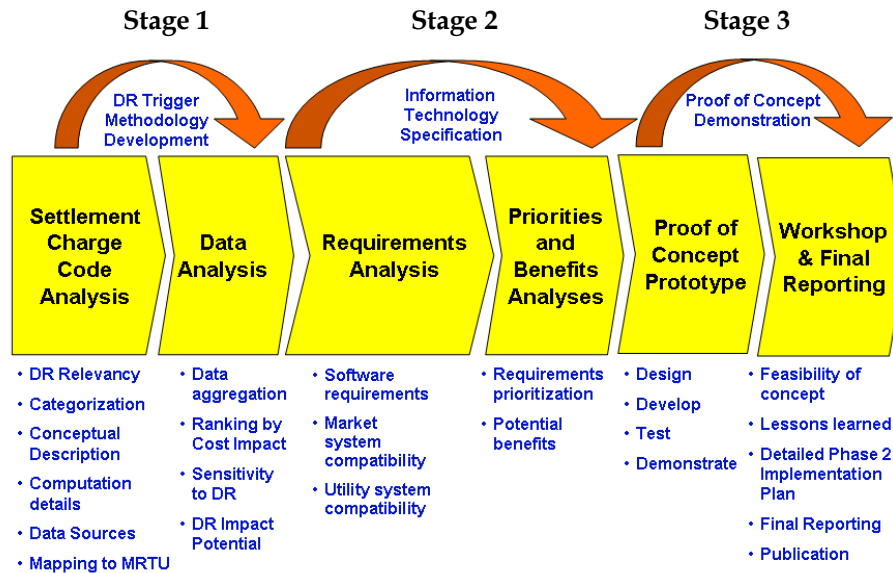 Stage 1
Stage 2
Stage 3
DR Trigger
Methodology
Development
Information
Technology
Specification
Proof of Concept
Demonstration
Settlement
Charge
Code
Analysis
Data
Analysis
Requirements
Analysis
Priorities
and
Benefits
Analyses
Proof of
Concept
Prototype
Workshop
& Final
Reporting
• DR Relevancy
• Categorization
• Conceptual
Description
• Computation
details
• Data Sources
• Mapping to MRTU
• Data
aggregation
• Ranking by
Cost Impact
• Sensitivity
to DR
• DR Impact
Potential
• Software
requirements
• Market
system
compatibility
• Utility system
compatibility
• Requirements
prioritization
• Potential
benefits
• Design
• Develop
• Test
• Demonstrate
• Feasibility of
concept
• Lessons learned
• Detailed Phase 2
Implementation
Plan
• Final Reporting
• Publication